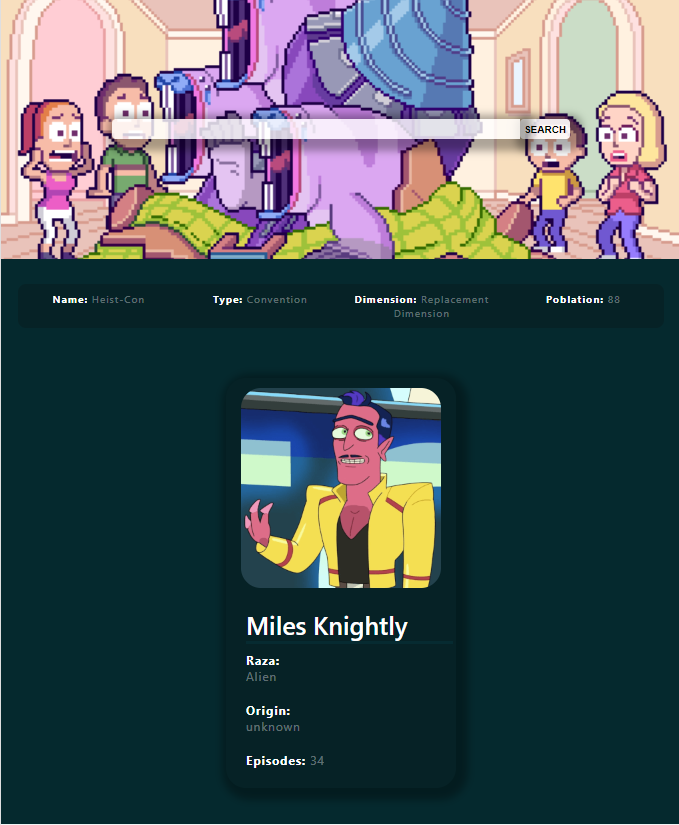 SEARCH
Name: Heist-Con Type: Convention Dimension: Replacement Dimension Poblation: 88
Miles Knightly
Raza:
Alien
Origin:
unknown
Episodes: 34